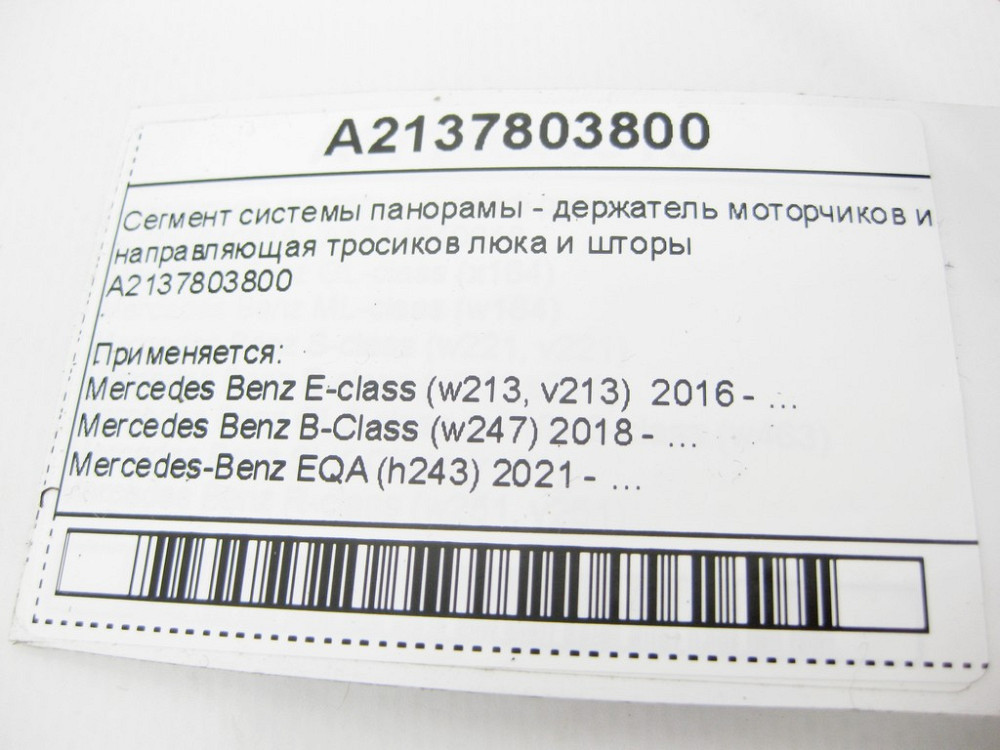 A2137803800
Сегмент системы панорамы - держатель моторчиков и
направляющая тросиков люка и шторы
A2137803800
Применяется:
Mercedes Benz E-class (w213, v213) 2016 - ...
Mercedes Benz B-Class (w247) 2018 - ...
Mercedes-Benz EQA (h243) 2021 - ...